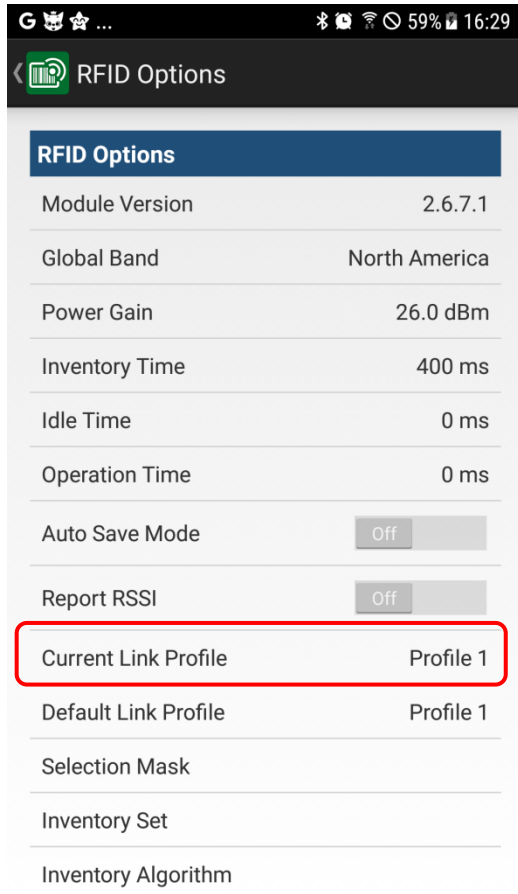 G ... 59% 16:29
RFID Options
RFID Options
Module Version 2.6.7.1
Global Band North America
Power Gain 26.0 dBm
Inventory Time 400 ms
Idle Time 0 ms
Operation Time 0 ms
Auto Save Mode Off
Report RSSI Off
Current Link Profile Profile 1
Default Link Profile Profile 1
Selection Mask
Inventory Set
Inventory Algorithm